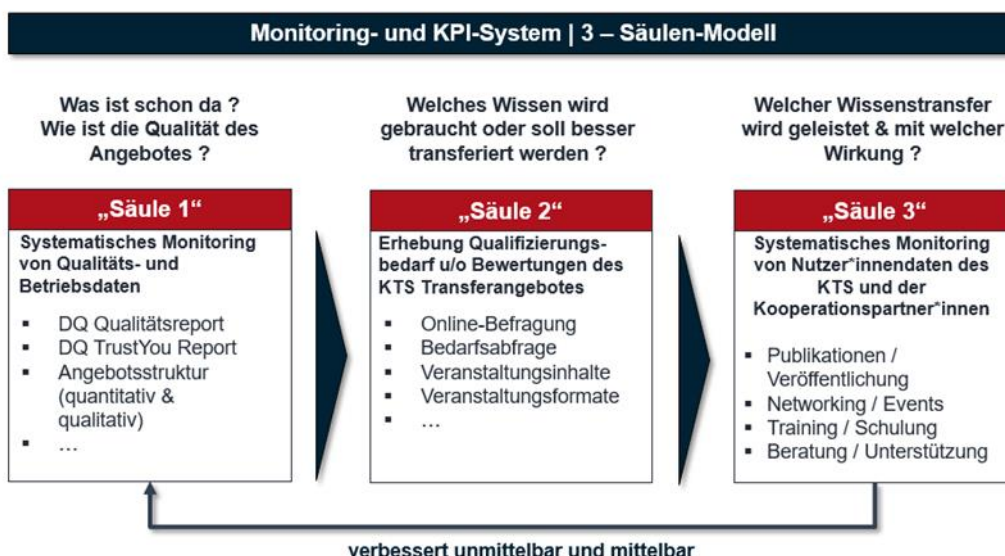 Monitoring- und KPI-System | 3 – Säulen-Modell
Was ist schon da ?
Wie ist die Qualität des
Angebotes ?
Welches Wissen wird
gebraucht oder soll besser
transferiert werden ?
Welcher Wissenstransfer
wird geleistet & mit welcher
Wirkung ?
„Säule 1“
Systematisches Monitoring
von Qualitäts- und
Betriebsdaten
▪ DQ Qualitätsreport
▪ DQ TrustYou Report
▪ Angebotsstruktur
(quantitativ &
qualitativ)
▪ …
„Säule 2“
Erhebung Qualifizierungs-
bedarf u/o Bewertungen des
KTS Transferangebotes
▪ Online-Befragung
▪ Bedarfsabfrage
▪ Veranstaltungsinhalte
▪ Veranstaltungsformate
▪ …
„Säule 3“
Systematisches Monitoring
von Nutzer*innendaten des
KTS und der
Kooperationspartner*innen
▪ Publikationen /
Veröffentlichung
▪ Networking / Events
▪ Training / Schulung
▪ Beratung / Unterstützung
verbessert unmittelbar und mittelbar